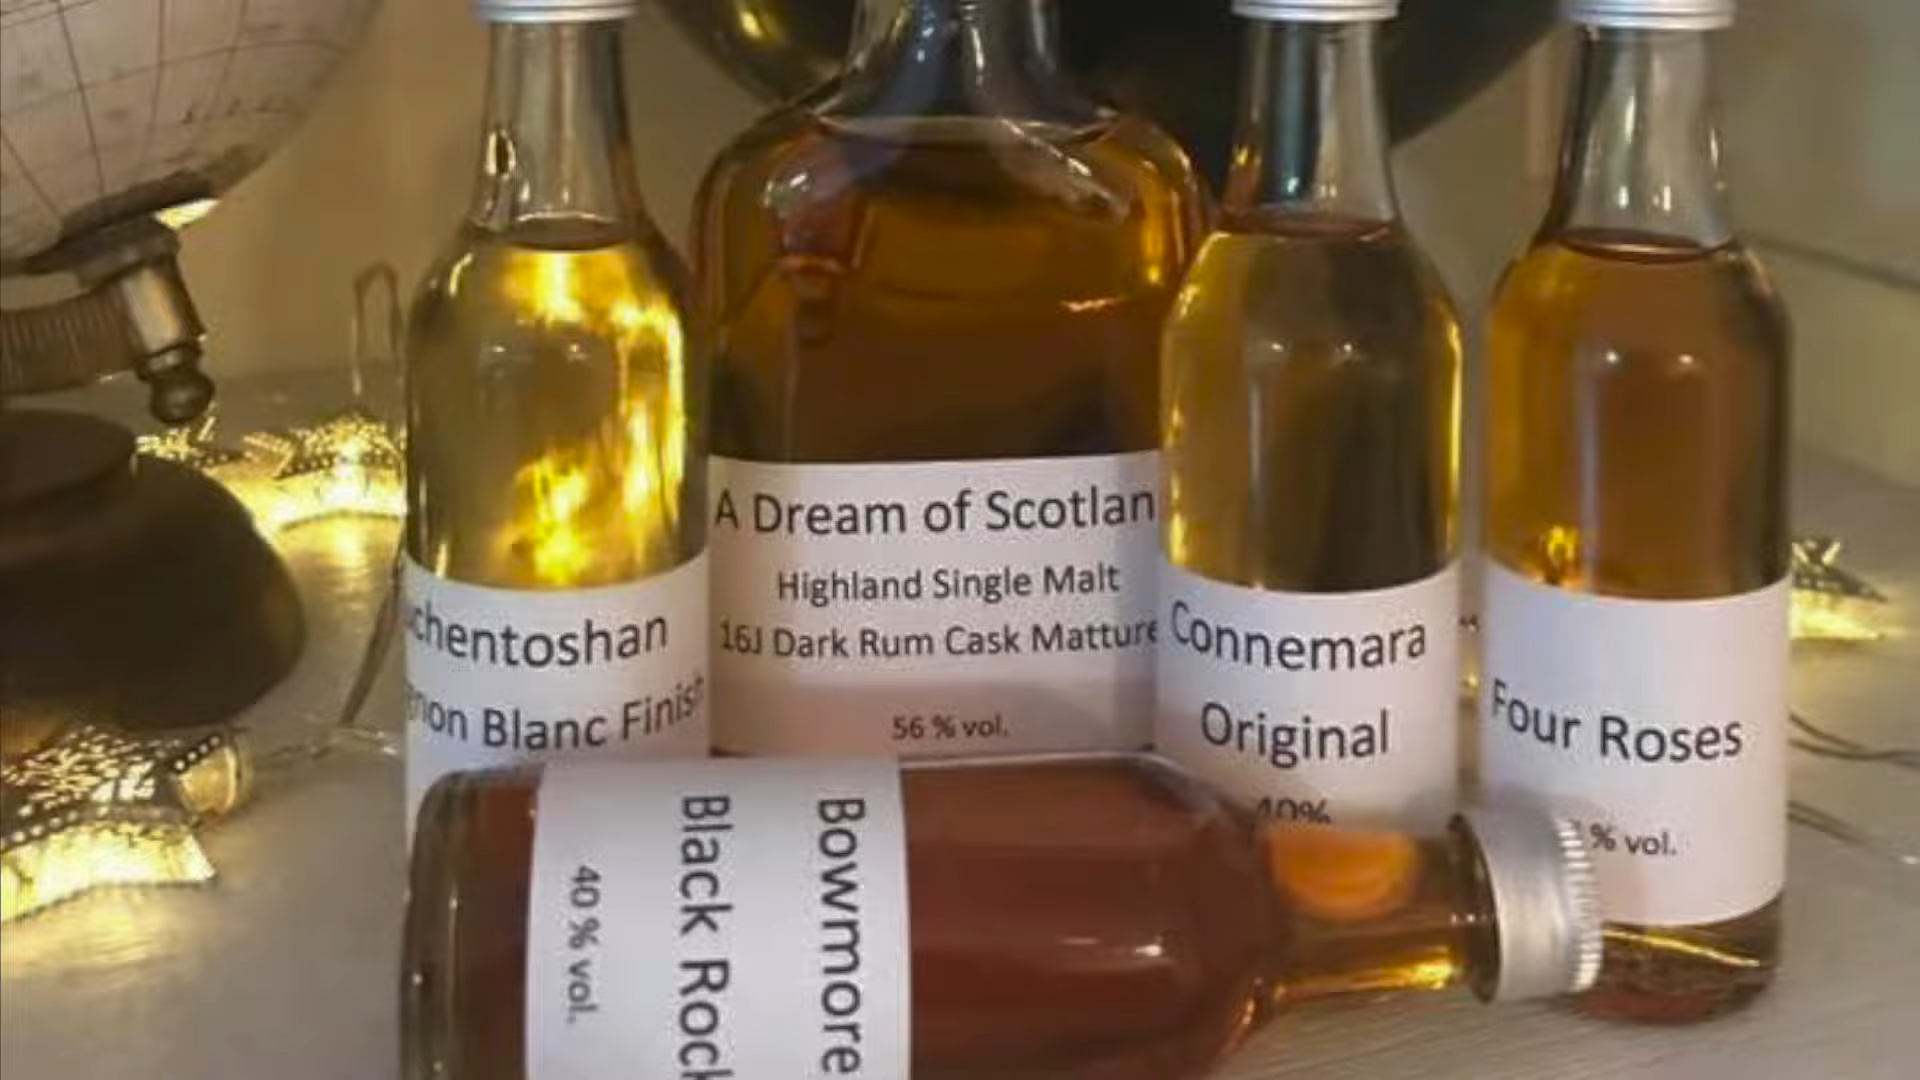 chentoshan
non Blanc Finish
A Dream of Scotlan
Highland Single Malt
16J Dark Rum Cask Matture
56 % vol.
Connemara
Original
40%
Four Roses
% vol.
Bowmore
Black Rock
40 % vol.